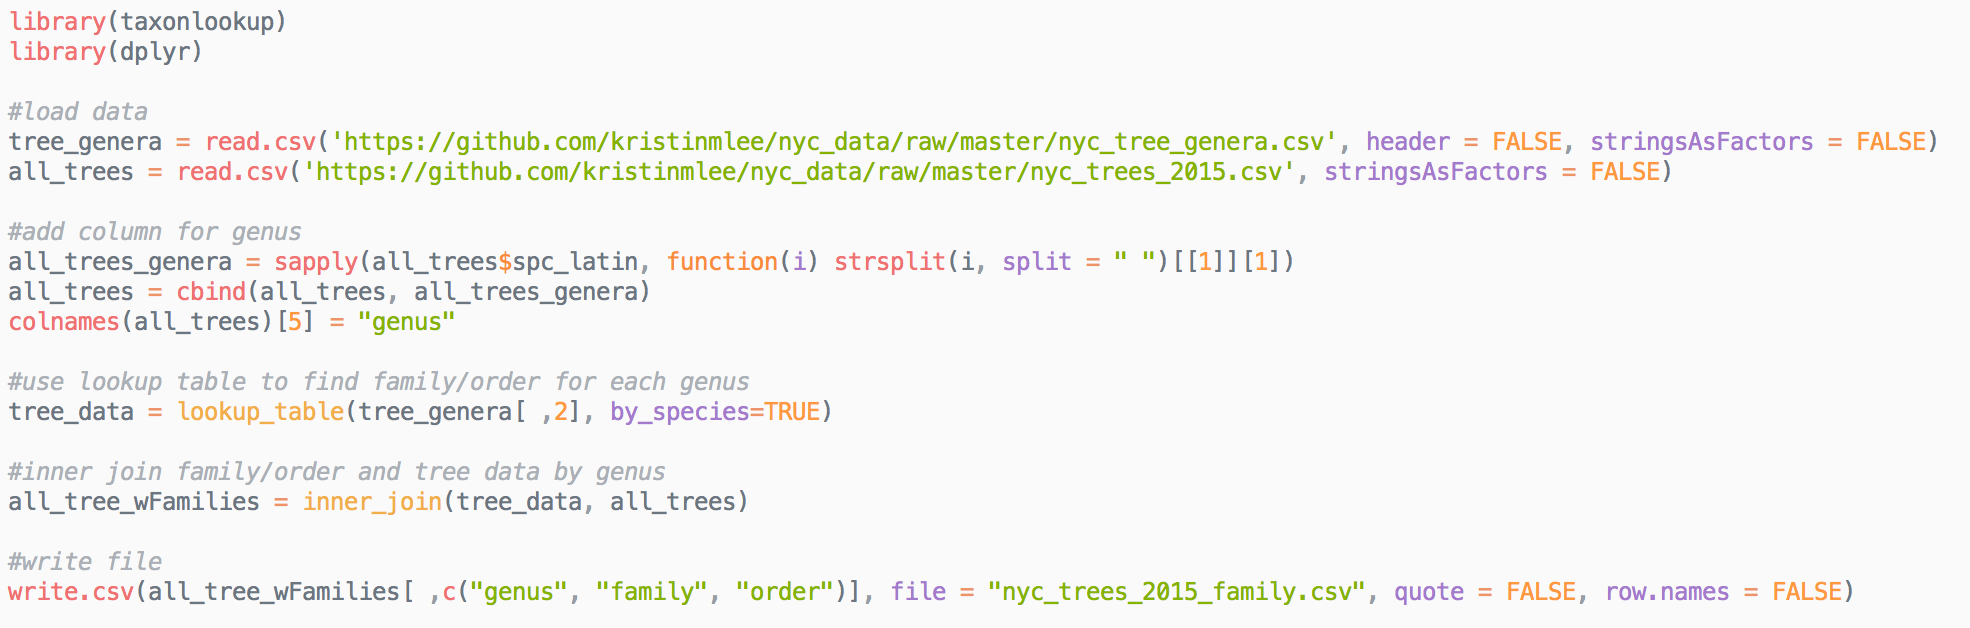 library(taxonlookup)
library(dplyr)
#load data
tree_genera = read.csv('https://github.com/kristinmlee/nyc_data/raw/master/nyc_tree_genera.csv', header = FALSE, stringsAsFactors = FALSE)
all_trees = read.csv('https://github.com/kristinmlee/nyc_data/raw/master/nyc_trees_2015.csv', stringsAsFactors = FALSE)
#add column for genus
all_trees_genera = sapply(all_trees$spc_latin, function(i) strsplit(i, split = " ")[[1]][1])
all_trees = cbind(all_trees, all_trees_genera)
colnames(all_trees)[5] = "genus"
#use lookup table to find family/order for each genus
tree_data = lookup_table(tree_genera[ ,2], by_species=TRUE)
#inner join family/order and tree data by genus
all_tree_wFamilies = inner_join(tree_data, all_trees)
#write file
write.csv(all_tree_wFamilies[ ,c("genus", "family", "order")], file = "nyc_trees_2015_family.csv", quote = FALSE, row.names = FALSE)